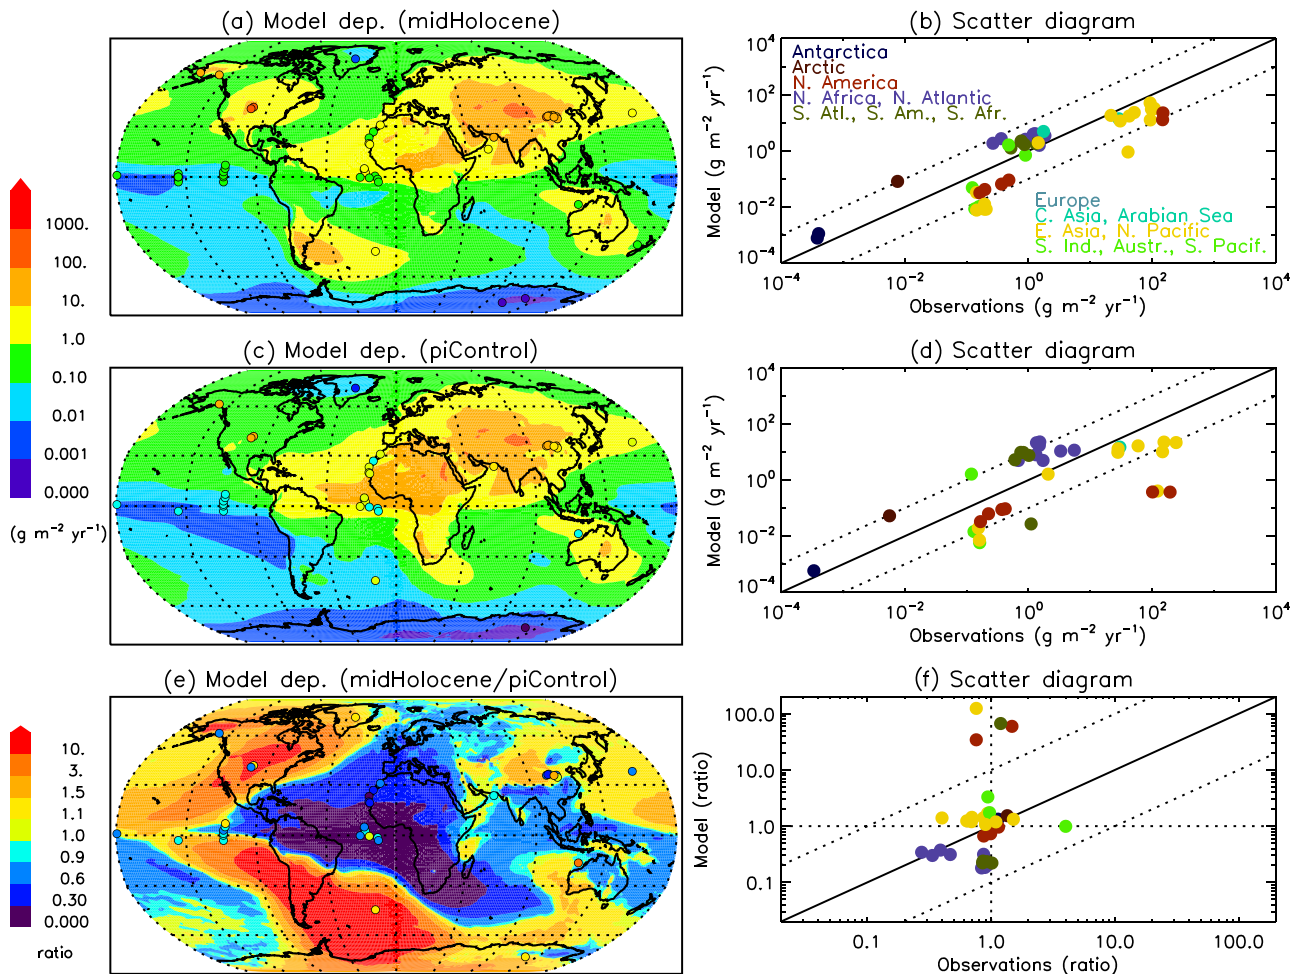 (a) Model dep. (midHolocene)
1000.
100.
10.
1.0
0.10
0.01
0.001
0.000
(g m⁻² yr⁻¹)
(b) Scatter diagram
Model (g m⁻² yr⁻¹)
10⁴
10²
10⁰
10⁻²
10⁻⁴
Antarctica
Arctic
N. America
N. Africa, N. Atlantic
S. Atl., S. Am., S. Afr.
Europe
C. Asia, Arabian Sea
E. Asia, N. Pacific
S. Ind., Austr., S. Pacif.
10⁻⁴ 10⁻² 10⁰ 10² 10⁴
Observations (g m⁻² yr⁻¹)
(c) Model dep. (piControl)
(d) Scatter diagram
Model (g m⁻² yr⁻¹)
10⁴
10²
10⁰
10⁻²
10⁻⁴
10⁻⁴ 10⁻² 10⁰ 10² 10⁴
Observations (g m⁻² yr⁻¹)
(e) Model dep. (midHolocene/piControl)
10.
3.
1.5
1.1
1.0
0.9
0.6
0.30
0.000
ratio
(f) Scatter diagram
Model (ratio)
100.0
10.0
1.0
0.1
0.1 1.0 10.0 100.0
Observations (ratio)